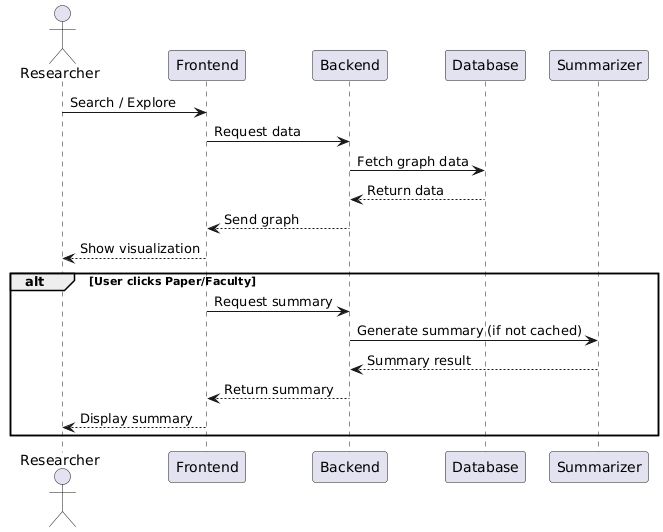 Researcher
Frontend Backend Database Summarizer
Search / Explore
Request data
Fetch graph data
Return data
Send graph
Show visualization
alt [User clicks Paper/Faculty]
Request summary
Generate summary (if not cached)
Summary result
Return summary
Display summary
Researcher
Frontend Backend Database Summarizer